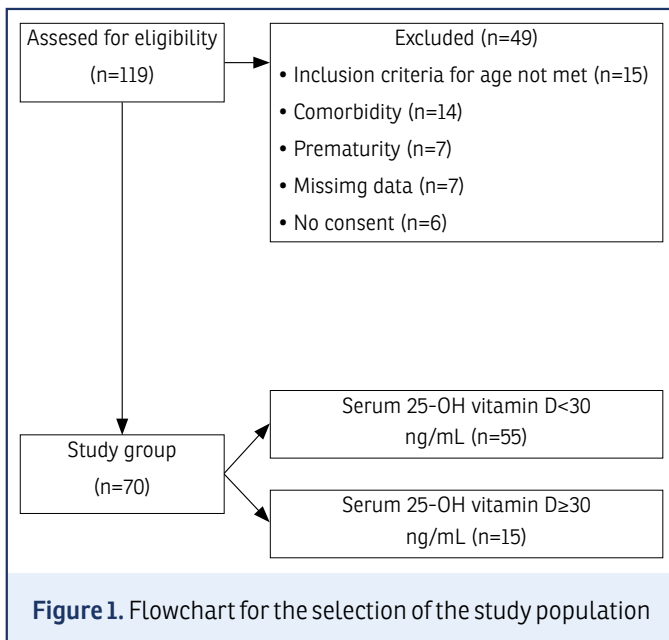 Assesed for eligibility
(n=119)
Excluded (n=49)
• Inclusion criteria for age not met (n=15)
• Comorbidity (n=14)
• Prematurity (n=7)
• Missimg data (n=7)
• No consent (n=6)
Study group
(n=70)
Serum 25-OH vitamin D<30
ng/mL (n=55)
Serum 25-OH vitamin D≥30
ng/mL (n=15)
Figure 1. Flowchart for the selection of the study population